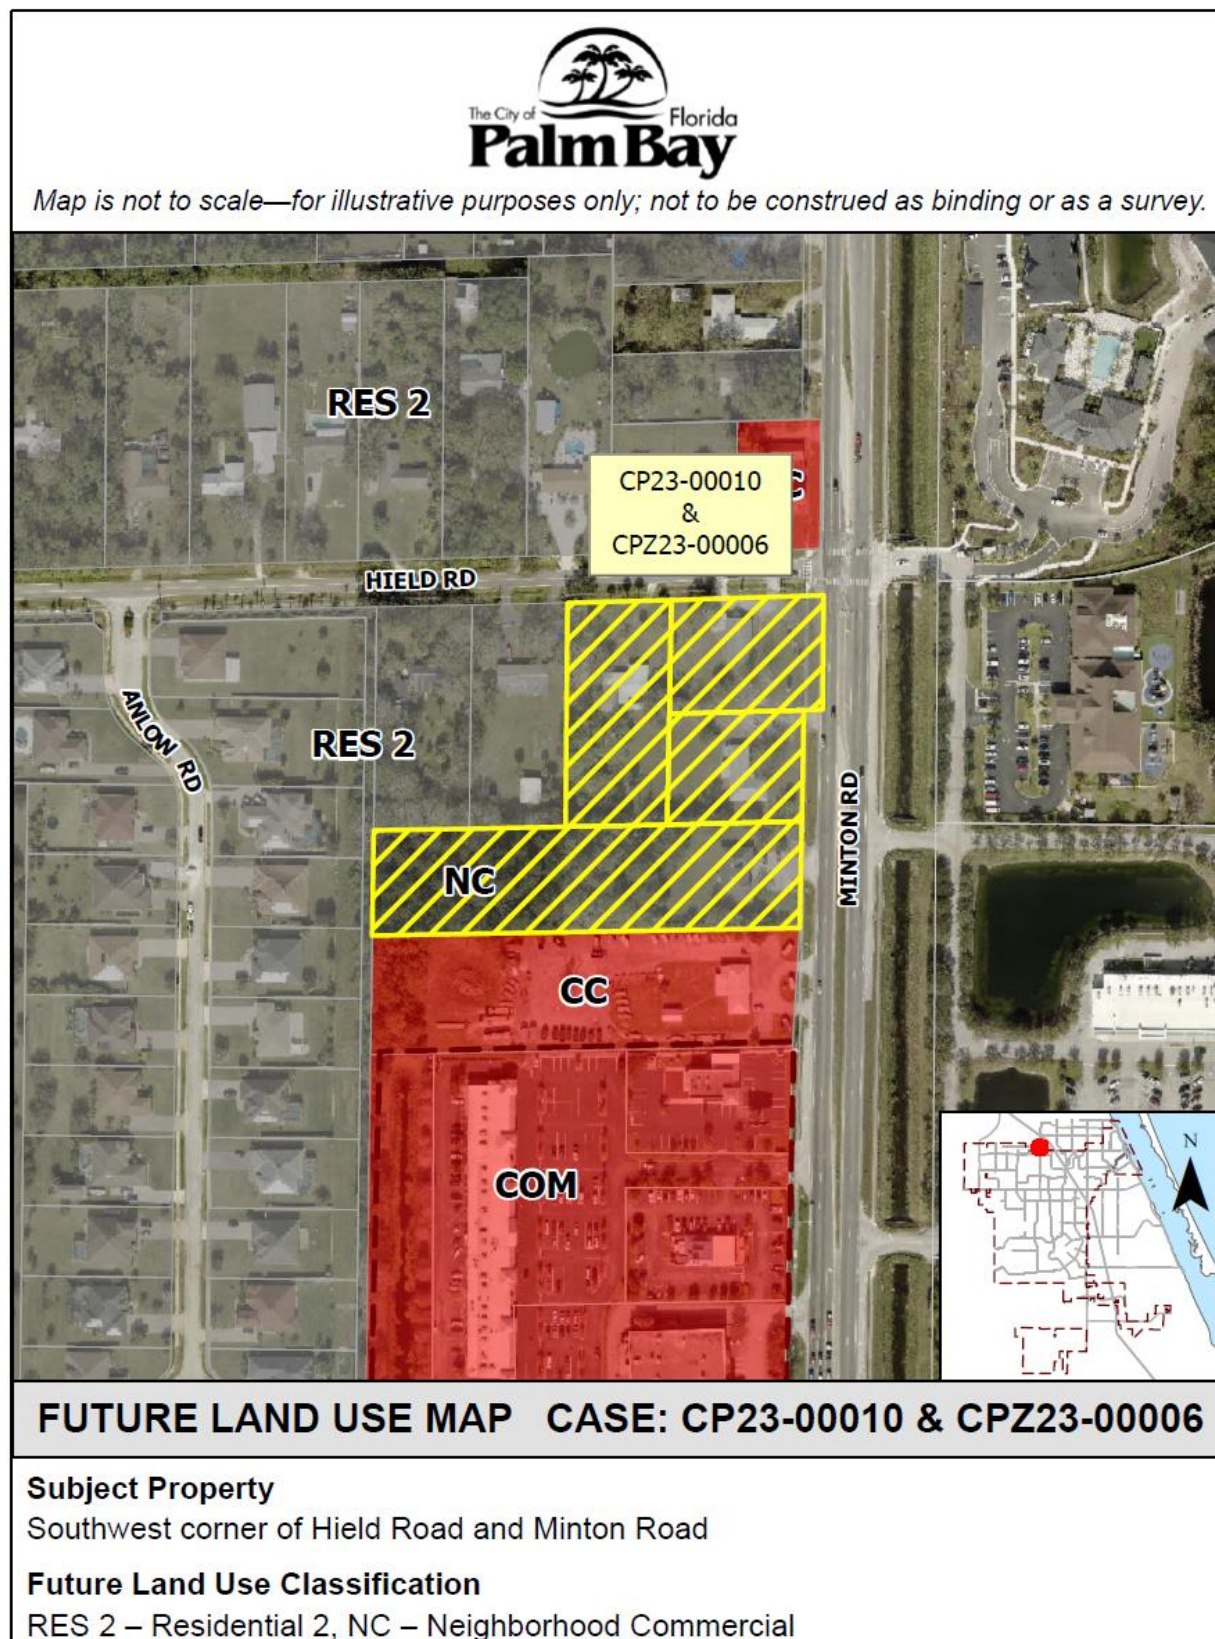 The City of Florida
Palm Bay
Map is not to scale—for illustrative purposes only; not to be construed as binding or as a survey.
RES 2
CP23-00010
&
CPZ23-00006
C
HIELD RD
ANLOW RD
RES 2
MINTON RD
NC
CC
COM
N
FUTURE LAND USE MAP CASE: CP23-00010 & CPZ23-00006
Subject Property
Southwest corner of Hield Road and Minton Road
Future Land Use Classification
RES 2 – Residential 2, NC – Neighborhood Commercial